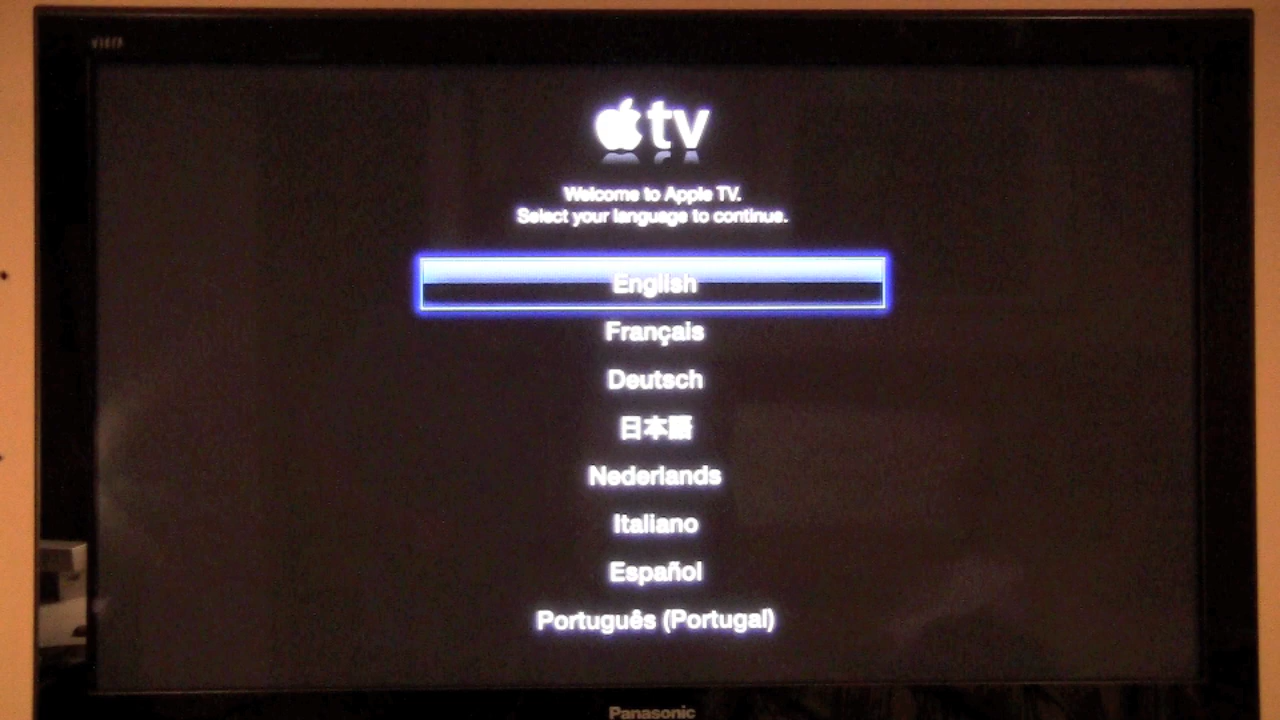 VIERA
tv
Welcome to Apple TV.
Select your language to continue.
English
Français
Deutsch
日本語
Nederlands
Italiano
Español
Português (Portugal)
Panasonic